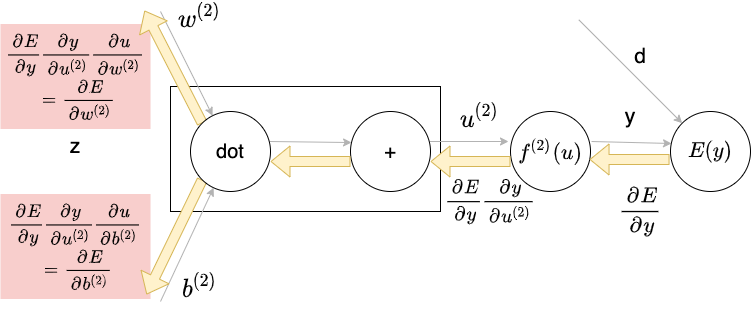 w^{(2)}
\frac{\partial E}{\partial y} \frac{\partial y}{\partial u^{(2)}} \frac{\partial u}{\partial w^{(2)}}
= \frac{\partial E}{\partial w^{(2)}}
z
dot
+
u^{(2)}
f^{(2)}(u)
y
d
E(y)
\frac{\partial E}{\partial y} \frac{\partial y}{\partial u^{(2)}}
\frac{\partial E}{\partial y}
\frac{\partial E}{\partial y} \frac{\partial y}{\partial u^{(2)}} \frac{\partial u}{\partial b^{(2)}}
= \frac{\partial E}{\partial b^{(2)}}
b^{(2)}